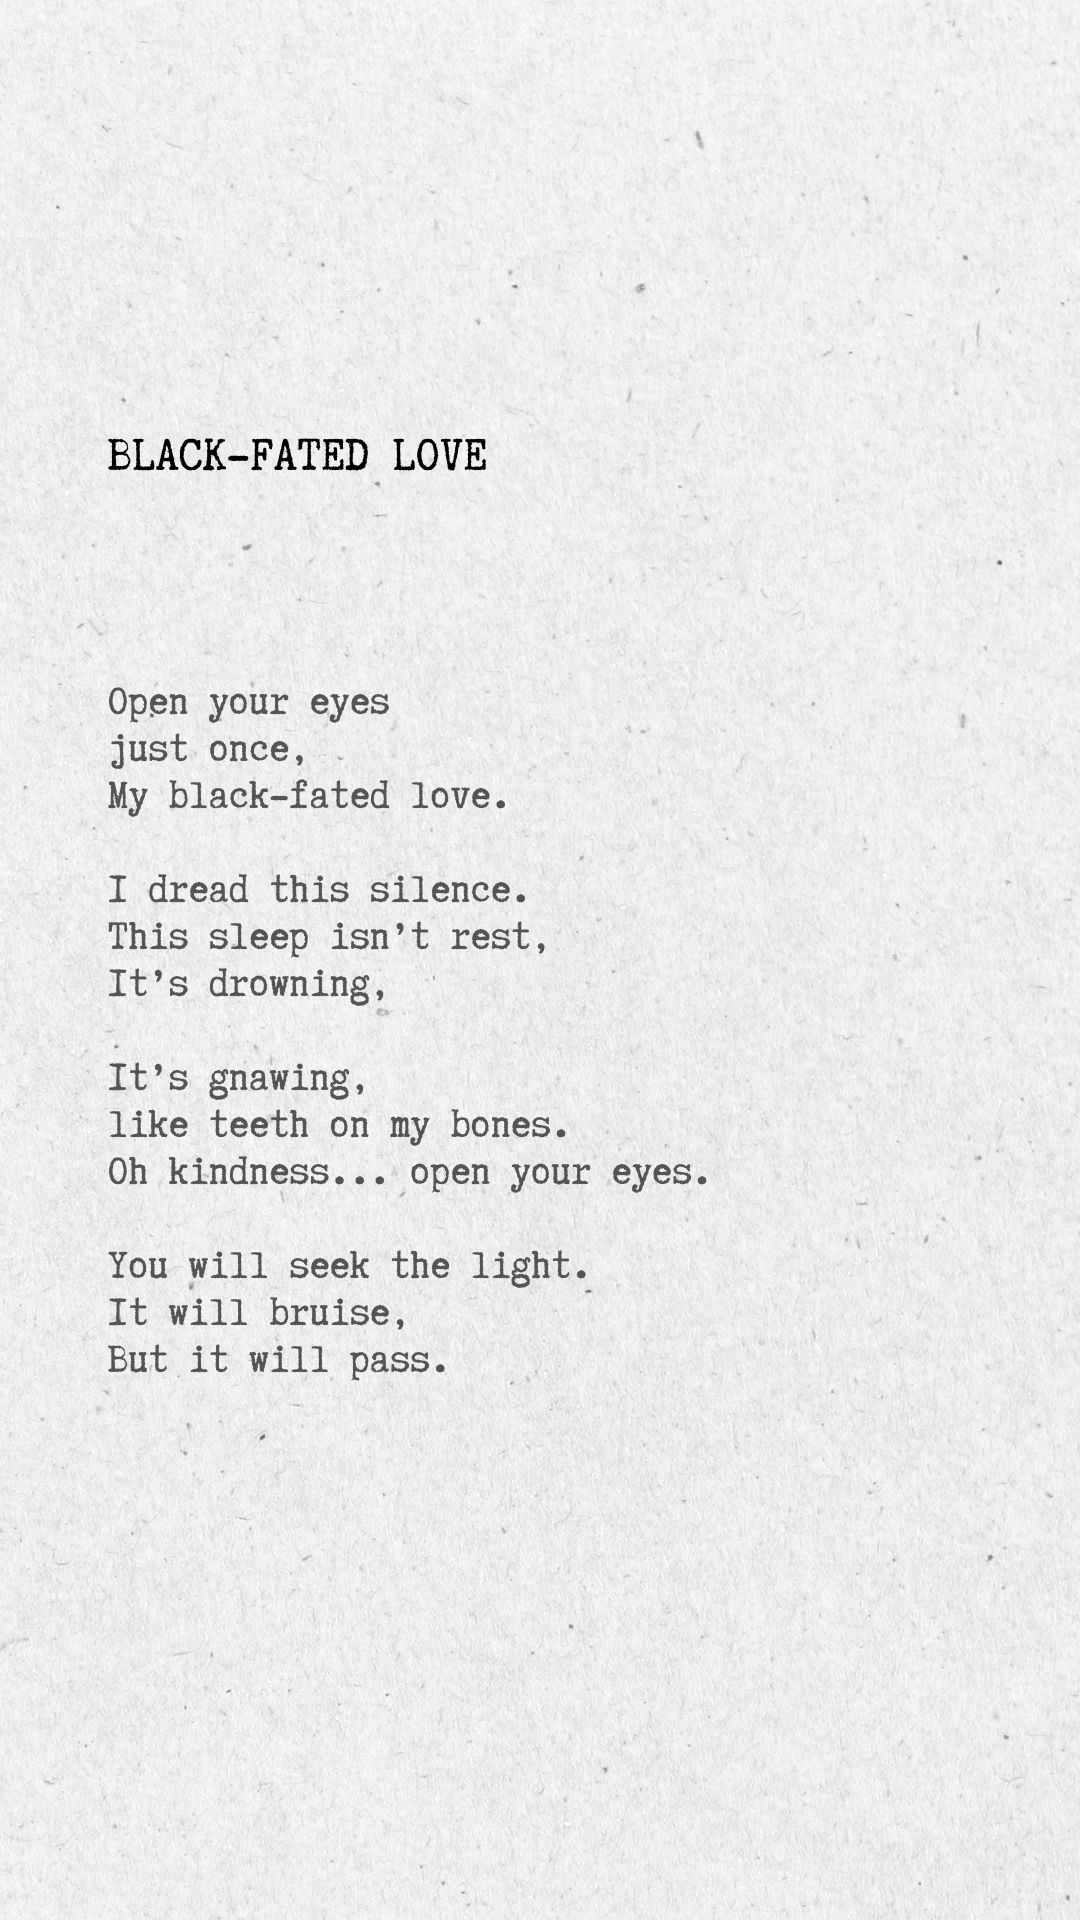 BLACK-FATED LOVE
Open your eyes
just once,
My black-fated love.
I dread this silence.
This sleep isn’t rest,
It’s drowning,
It’s gnawing,
like teeth on my bones.
Oh kindness... open your eyes.
You will seek the light.
It will bruise,
But it will pass.